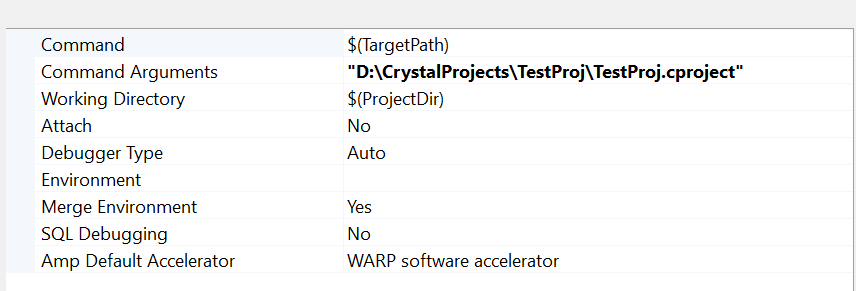 Command $(TargetPath)
Command Arguments "D:\CrystalProjects\TestProj\TestProj.cproject"
Working Directory $(ProjectDir)
Attach No
Debugger Type Auto
Environment
Merge Environment Yes
SQL Debugging No
Amp Default Accelerator WARP software accelerator